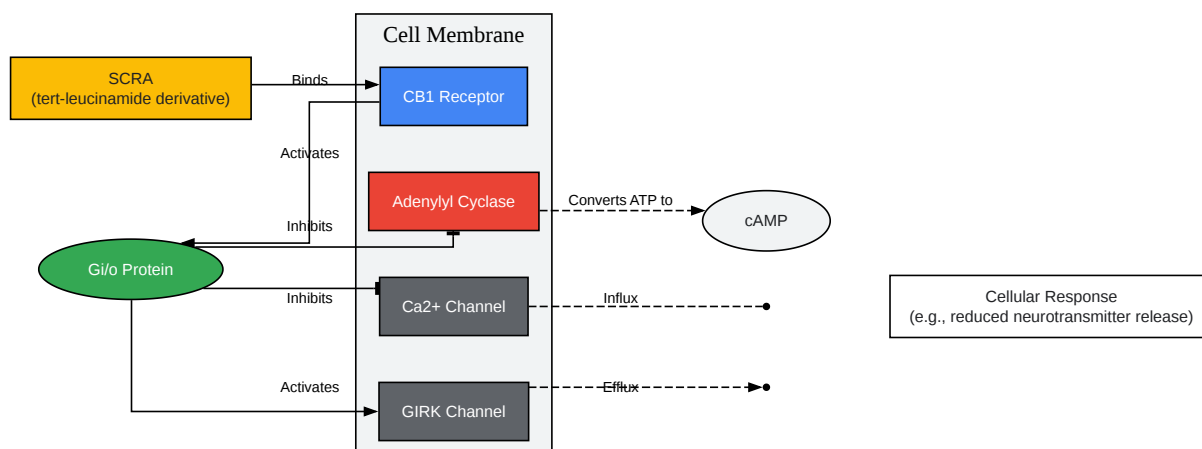 Cell Membrane
SCRA
(tert-leucinamide derivative)
Binds
CB1 Receptor
Activates
Adenylyl Cyclase
Converts ATP to
cAMP
Inhibits
Gi/o Protein
Inhibits
Ca2+ Channel
Influx
Cellular Response
(e.g., reduced neurotransmitter release)
Activates
GIRK Channel
Efflux